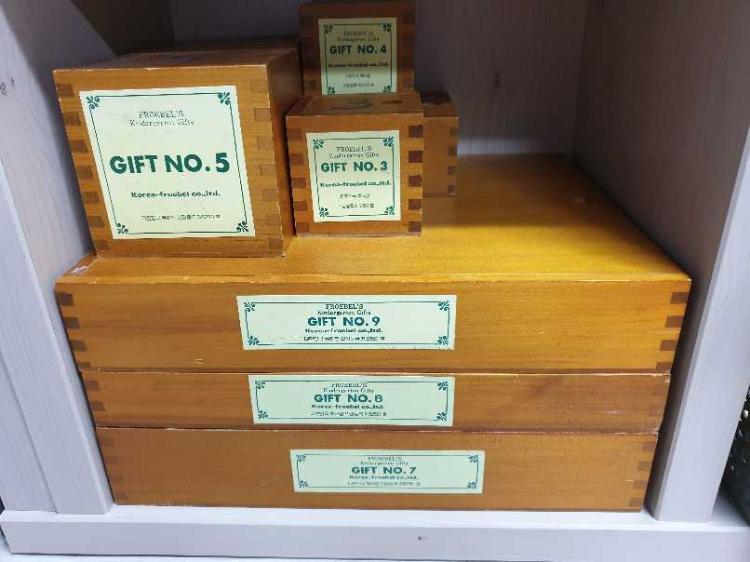 FROEBEL'S
Kindergarten Gifts
GIFT NO. 4
Korea-froebel co.,ltd.
FROEBEL'S
Kindergarten Gifts
GIFT NO. 5
Korea-froebel co.,ltd.
FROEBEL'S
Kindergarten Gifts
GIFT NO. 3
Korea-froebel co.,ltd.
FROEBEL'S
Kindergarten Gifts
GIFT NO. 9
Korea-froebel co.,ltd.
FROEBEL'S
Kindergarten Gifts
GIFT NO. 8
Korea-froebel co.,ltd.
FROEBEL'S
Kindergarten Gifts
GIFT NO. 7
Korea-froebel co.,ltd.